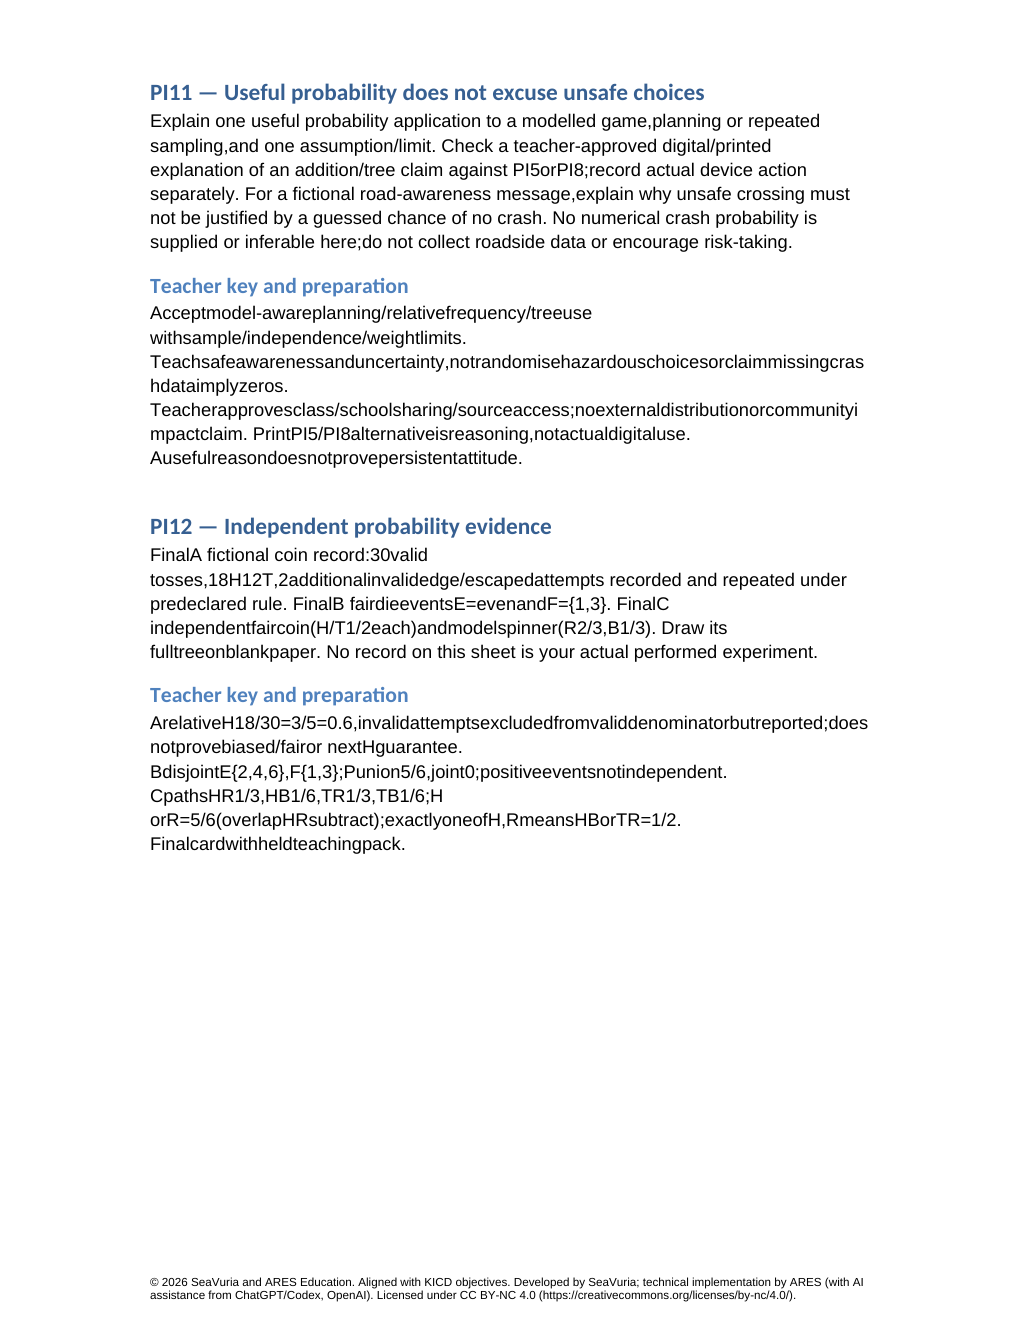 PI11 — Useful probability does not excuse unsafe choices
Explain one useful probability application to a modelled game,planning or repeated
sampling,and one assumption/limit. Check a teacher-approved digital/printed
explanation of an addition/tree claim against PI5orPI8;record actual device action
separately. For a fictional road-awareness message,explain why unsafe crossing must
not be justified by a guessed chance of no crash. No numerical crash probability is
supplied or inferable here;do not collect roadside data or encourage risk-taking.
Teacher key and preparation
Acceptmodel-awareplanning/relativefrequency/treeuse
withsample/independence/weightlimits.
Teachsafeawarenessanduncertainty,notrandomisehazardouschoicesorclaimmissingcras
hdataimplyzeros.
Teacherapprovesclass/schoolsharing/sourceaccess;noexternaldistributionorcommunityi
mpactclaim. PrintPI5/PI8alternativeisreasoning,notactualdigitaluse.
Ausefulreasondoesnotprovepersistentattitude.
PI12 — Independent probability evidence
FinalA fictional coin record:30valid
tosses,18H12T,2additionalinvalidedge/escapedattempts recorded and repeated under
predeclared rule. FinalB fairdieeventsE=evenandF={1,3}. FinalC
independentfaircoin(H/T1/2each)andmodelspinner(R2/3,B1/3). Draw its
fulltreeonblankpaper. No record on this sheet is your actual performed experiment.
Teacher key and preparation
ArelativeH18/30=3/5=0.6,invalidattemptsexcludedfromvaliddenominatorbutreported;does
notprovebiased/fairor nextHguarantee.
BdisjointE{2,4,6},F{1,3};Punion5/6,joint0;positiveeventsnotindependent.
CpathsHR1/3,HB1/6,TR1/3,TB1/6;H
orR=5/6(overlapHRsubtract);exactlyoneofH,RmeansHBorTR=1/2.
Finalcardwithheldteachingpack.
© 2026 SeaVuria and ARES Education. Aligned with KICD objectives. Developed by SeaVuria; technical implementation by ARES (with AI
assistance from ChatGPT/Codex, OpenAI). Licensed under CC BY-NC 4.0 (https://creativecommons.org/licenses/by-nc/4.0/).